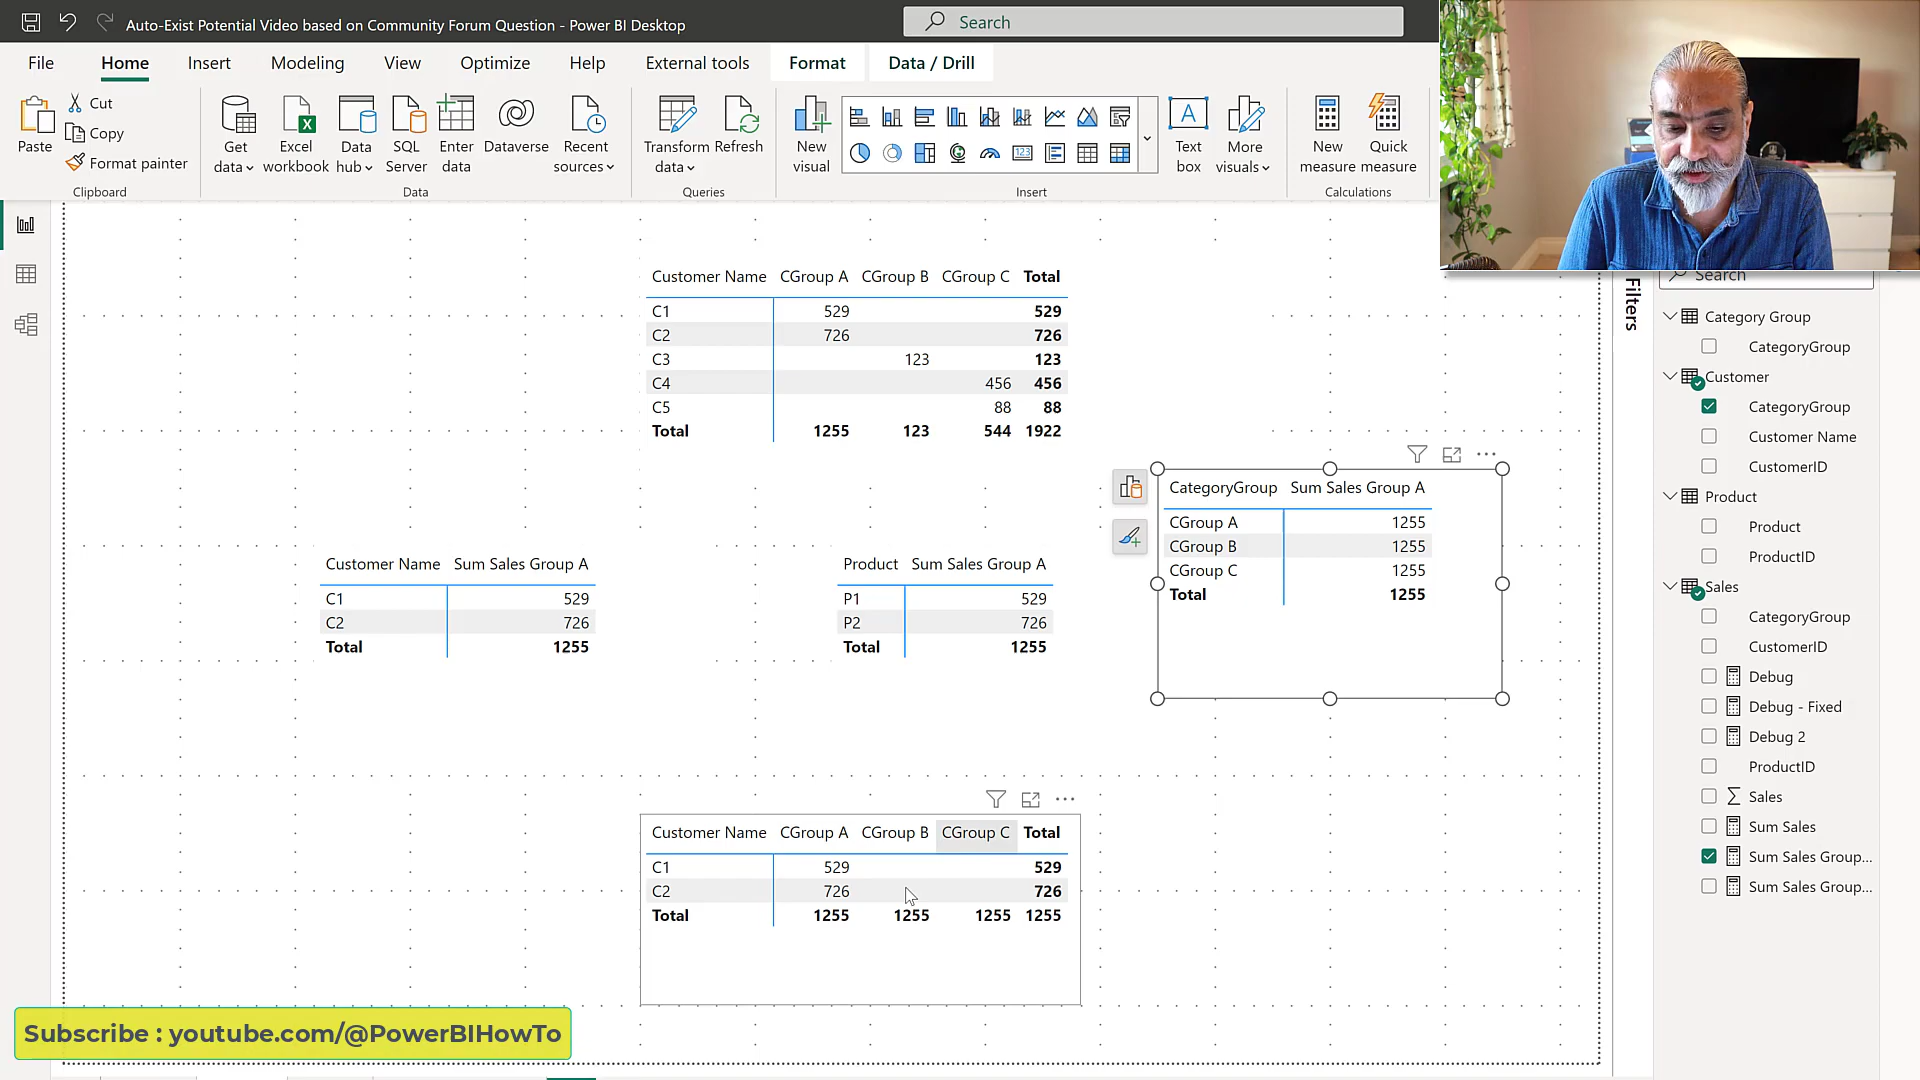 Auto-Exist Potential Video based on Community Forum Question - Power BI Desktop
Search
File Home Insert Modeling View Optimize Help External tools Format Data / Drill
Paste
Cut
Copy
Format painter
Clipboard
Get data
Excel workbook
Data hub
SQL Server
Enter data
Dataverse
Recent sources
Data
Transform data
Refresh
Queries
New visual
Text box
More visuals
Insert
New measure
Quick measure
Calculations
Customer Name CGroup A CGroup B CGroup C Total
C1 529 529
C2 726 726
C3 123 123
C4 456 456
C5 88 88
Total 1255 123 544 1922
CategoryGroup Sum Sales Group A
CGroup A 1255
CGroup B 1255
CGroup C 1255
Total 1255
Customer Name Sum Sales Group A
C1 529
C2 726
Total 1255
Product Sum Sales Group A
P1 529
P2 726
Total 1255
Customer Name CGroup A CGroup B CGroup C Total
C1 529 529
C2 726 726
Total 1255 1255 1255 1255
Filters
Search
Category Group
CategoryGroup
Customer
CategoryGroup
Customer Name
CustomerID
Product
Product
ProductID
Sales
CategoryGroup
CustomerID
Debug
Debug - Fixed
Debug 2
ProductID
Sales
Sum Sales
Sum Sales Group...
Sum Sales Group...
Subscribe : youtube.com/@PowerBIHowTo